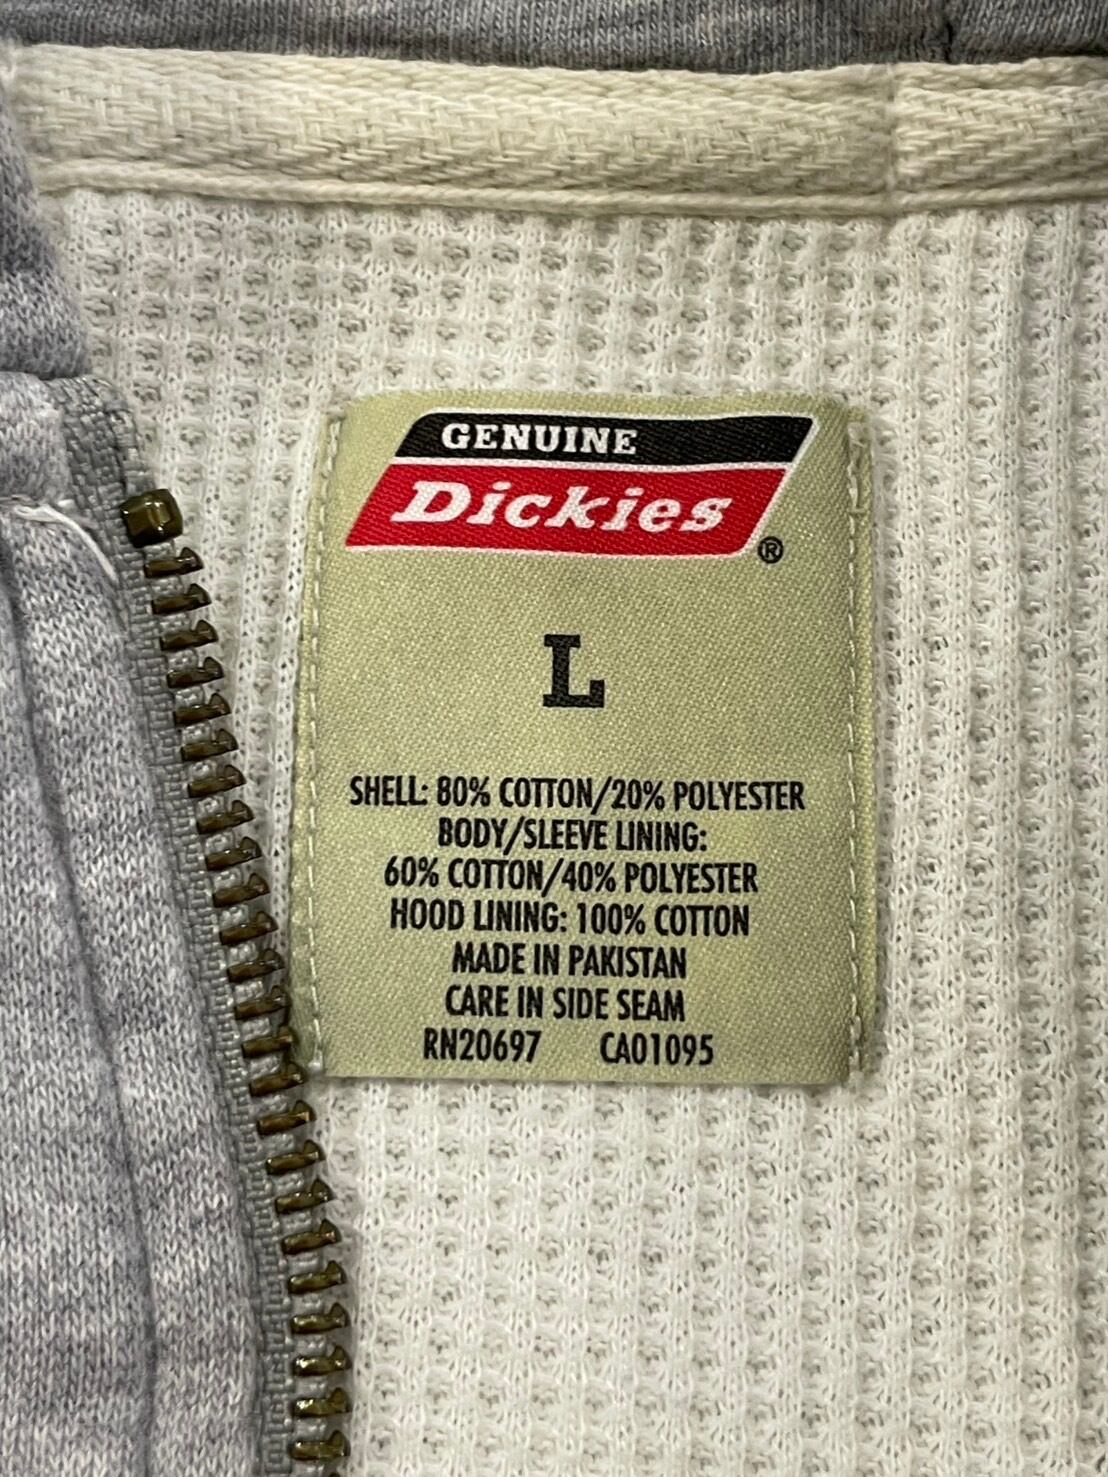 GENUINE
Dickies
®
L
SHELL: 80% COTTON/20% POLYESTER
BODY/SLEEVE LINING:
60% COTTON/40% POLYESTER
HOOD LINING: 100% COTTON
MADE IN PAKISTAN
CARE IN SIDE SEAM
RN20697 CA01095